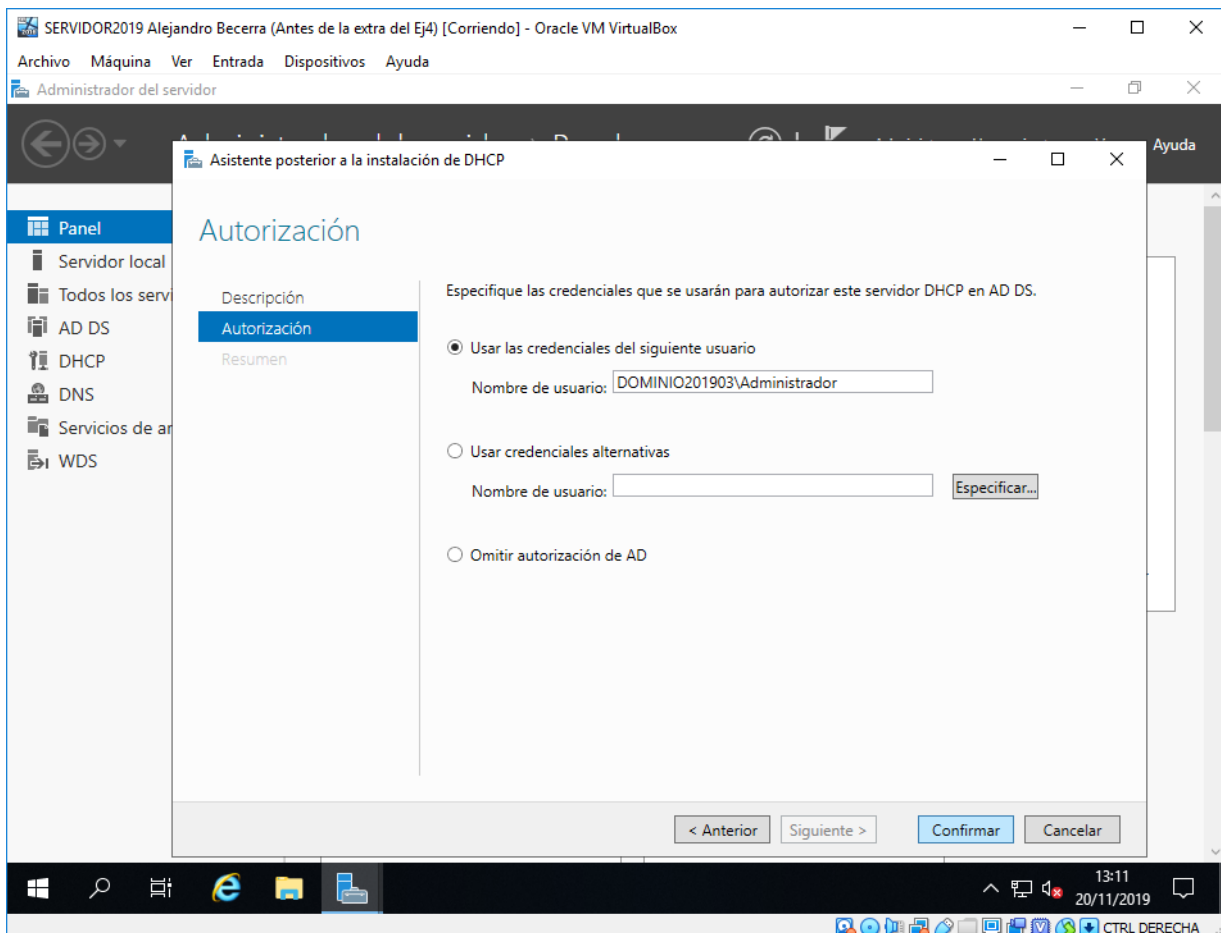 SERVIDOR2019 Alejandro Becerra (Antes de la extra del Ej4) [Corriendo] - Oracle VM VirtualBox
Archivo Máquina Ver Entrada Dispositivos Ayuda
Administrador del servidor
Ayuda
Asistente posterior a la instalación de DHCP
Autorización
Panel
Servidor local
Todos los servi
AD DS
DHCP
DNS
Servicios de ar
WDS
Descripción
Autorización
Resumen
Especifique las credenciales que se usarán para autorizar este servidor DHCP en AD DS.
Usar las credenciales del siguiente usuario
Nombre de usuario: DOMINIO201903\Administrador
Usar credenciales alternativas
Nombre de usuario: Especificar...
Omitir autorización de AD
< Anterior Siguiente > Confirmar Cancelar
13:11
20/11/2019
CTRL DERECHA